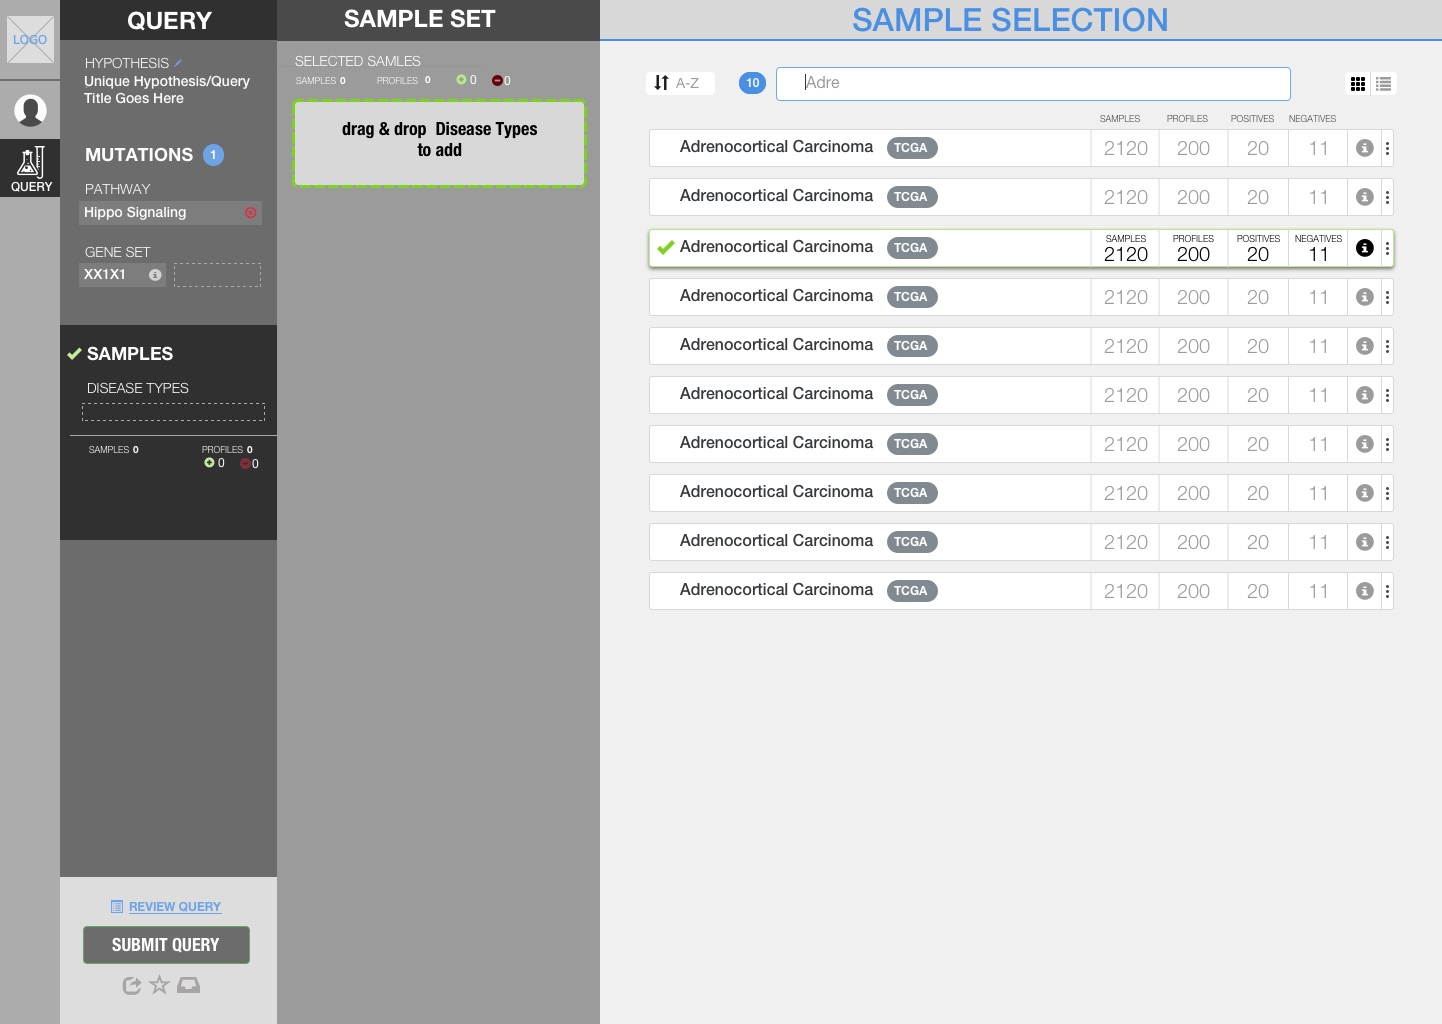 LOGO
QUERY
QUERY
HYPOTHESIS
Unique Hypothesis/Query
Title Goes Here
MUTATIONS 1
PATHWAY
Hippo Signaling
GENE SET
XX1X1
SAMPLES
DISEASE TYPES
SAMPLES 0 PROFILES 0
0 0
REVIEW QUERY
SUBMIT QUERY
SAMPLE SET
SELECTED SAMLES
SAMPLES 0 PROFILES 0 0 0
drag & drop Disease Types
to add
SAMPLE SELECTION
A-Z 10 Adre
SAMPLES PROFILES POSITIVES NEGATIVES
Adrenocortical Carcinoma TCGA 2120 200 20 11
Adrenocortical Carcinoma TCGA 2120 200 20 11
SAMPLES PROFILES POSITIVES NEGATIVES
Adrenocortical Carcinoma TCGA 2120 200 20 11
Adrenocortical Carcinoma TCGA 2120 200 20 11
Adrenocortical Carcinoma TCGA 2120 200 20 11
Adrenocortical Carcinoma TCGA 2120 200 20 11
Adrenocortical Carcinoma TCGA 2120 200 20 11
Adrenocortical Carcinoma TCGA 2120 200 20 11
Adrenocortical Carcinoma TCGA 2120 200 20 11
Adrenocortical Carcinoma TCGA 2120 200 20 11